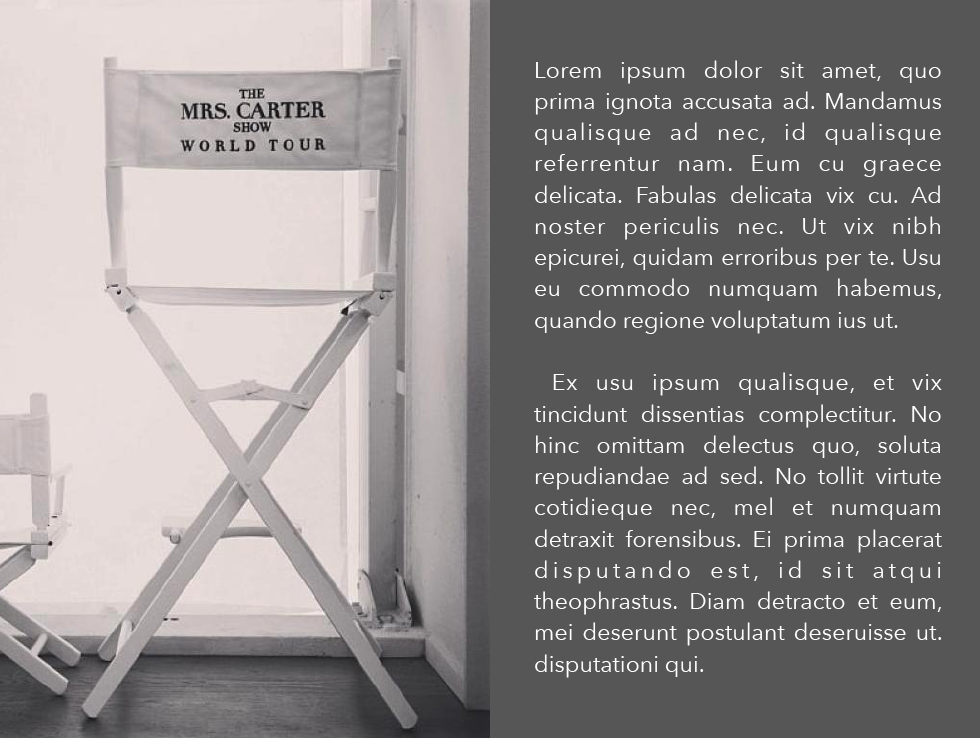 THE
MRS. CARTER
SHOW
WORLD TOUR
Lorem ipsum dolor sit amet, quo
prima ignota accusata ad. Mandamus
qualisque ad nec, id qualisque
referrentur nam. Eum cu graece
delicata. Fabulas delicata vix cu. Ad
noster periculis nec. Ut vix nibh
epicurei, quidam erroribus per te. Usu
eu commodo numquam habemus,
quando regione voluptatum ius ut.
Ex usu ipsum qualisque, et vix
tincidunt dissentias complectitur. No
hinc omittam delectus quo, soluta
repudiandae ad sed. No tollit virtute
cotidieque nec, mel et numquam
detraxit forensibus. Ei prima placerat
disputando est, id sit atqui
theophrastus. Diam detracto et eum,
mei deserunt postulant deseruisse ut.
disputationi qui.